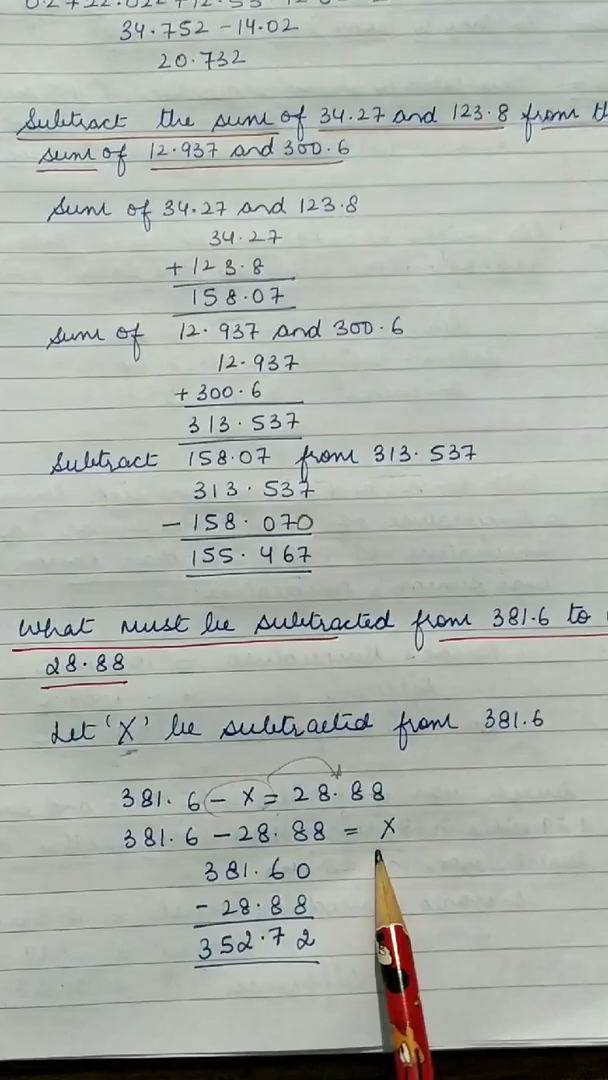 34.752 - 14.02
20.732
Subtract the sum of 34.27 and 123.8 from
sum of 12.937 and 300.6
Sum of 34.27 and 123.8
34.27
+ 123.8
158.07
Sum of 12.937 and 300.6
12.937
+ 300.6
313.537
Subtract 158.07 from 313.537
313.537
- 158.070
155.467
What must be subtracted from 381.6 to
28.88
Let 'X' be subtracted from 381.6
381.6 - x = 28.88
381.6 - 28.88 = x
381.60
- 28.88
352.72